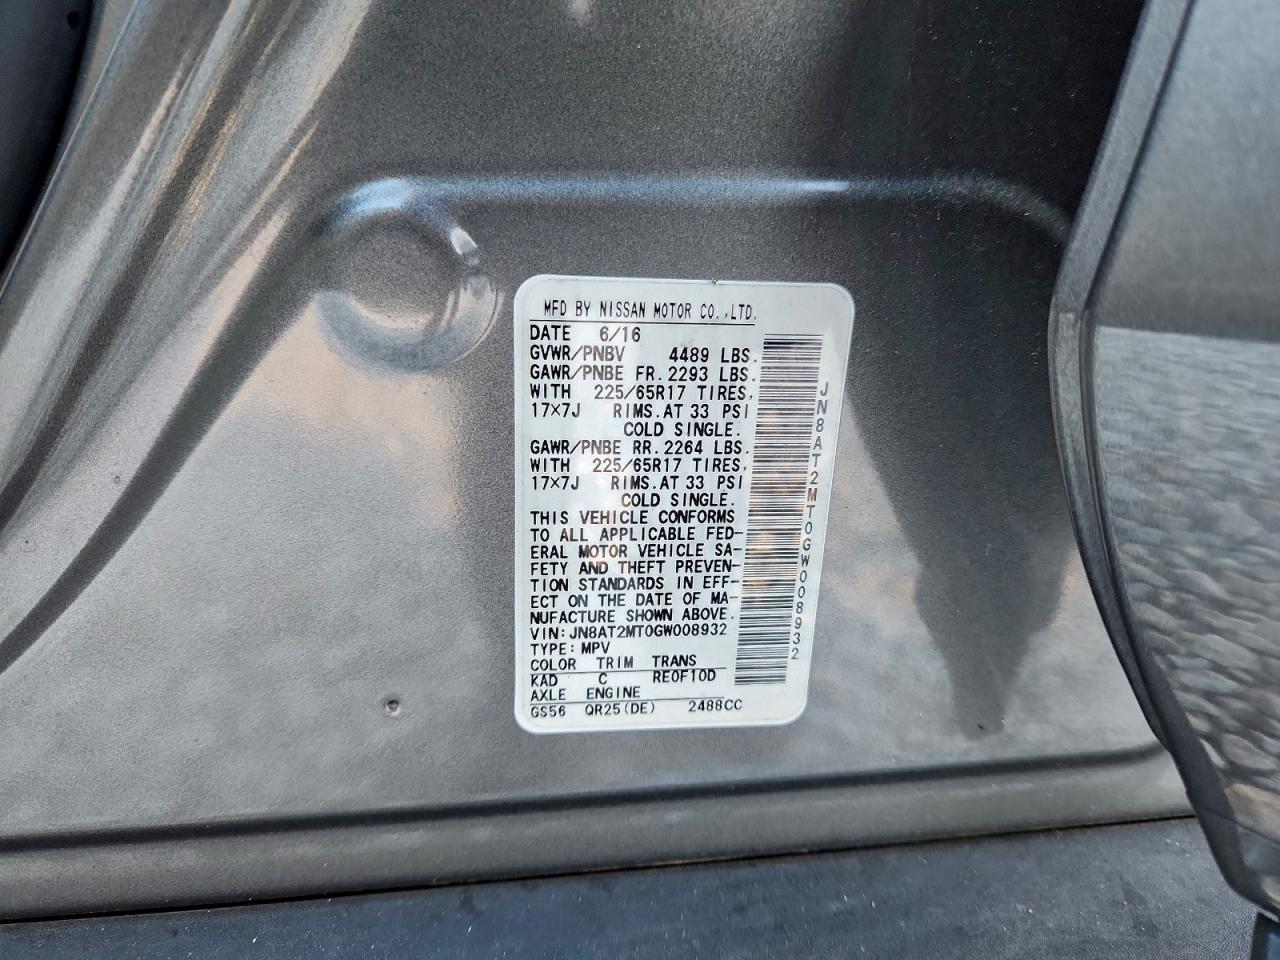 MFD BY NISSAN MOTOR CO.,LTD.
DATE 6/16
GVWR/PNBV 4489 LBS.
GAWR/PNBE FR. 2293 LBS.
WITH 225/65R17 TIRES,
17×7J RIMS.AT 33 PSI
COLD SINGLE.
GAWR/PNBE RR. 2264 LBS.
WITH 225/65R17 TIRES,
17×7J RIMS.AT 33 PSI
COLD SINGLE.
THIS VEHICLE CONFORMS
TO ALL APPLICABLE FED-
ERAL MOTOR VEHICLE SA-
FETY AND THEFT PREVEN-
TION STANDARDS IN EFF-
ECT ON THE DATE OF MA-
NUFACTURE SHOWN ABOVE.
VIN:JN8AT2MT0GW008932
TYPE:MPV
COLOR TRIM TRANS
KAD C RE0F10D
AXLE ENGINE
GS56 QR25(DE) 2488CC
JN8AT2MT0GW008932